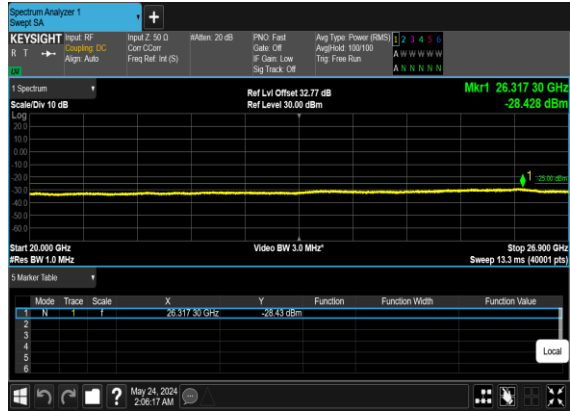 Spectrum Analyzer 1
Swept SA
+
KEYSIGHT Input: RF Input Z: 50 Ω #Atten: 20 dB PNO: Fast Avg Type: Power (RMS) 1 2 3 4 5 6
R T Coupling: DC Corr CCorr Gate: Off Avg|Hold: 100/100 A W W W W W
Align: Auto Freq Ref: Int (S) IF Gain: Low Trig: Free Run
Sig Track: Off A N N N N N
1 Spectrum Ref Lvl Offset 32.77 dB Mkr1 26.317 30 GHz
Scale/Div 10 dB Ref Level 30.00 dBm -28.428 dBm
Log
20.0
10.0
0.00
-10.0
-20.0
1 -25.00 dBm
-30.0
-40.0
-50.0
-60.0
Start 20.000 GHz Video BW 3.0 MHz* Stop 26.900 GHz
#Res BW 1.0 MHz Sweep 13.3 ms (40001 pts)
5 Marker Table
Mode Trace Scale X Y Function Function Width Function Value
1 N 1 f 26.317 30 GHz -28.43 dBm
2
3
4
5
6
Local
? May 24, 2024
2:06:17 AM